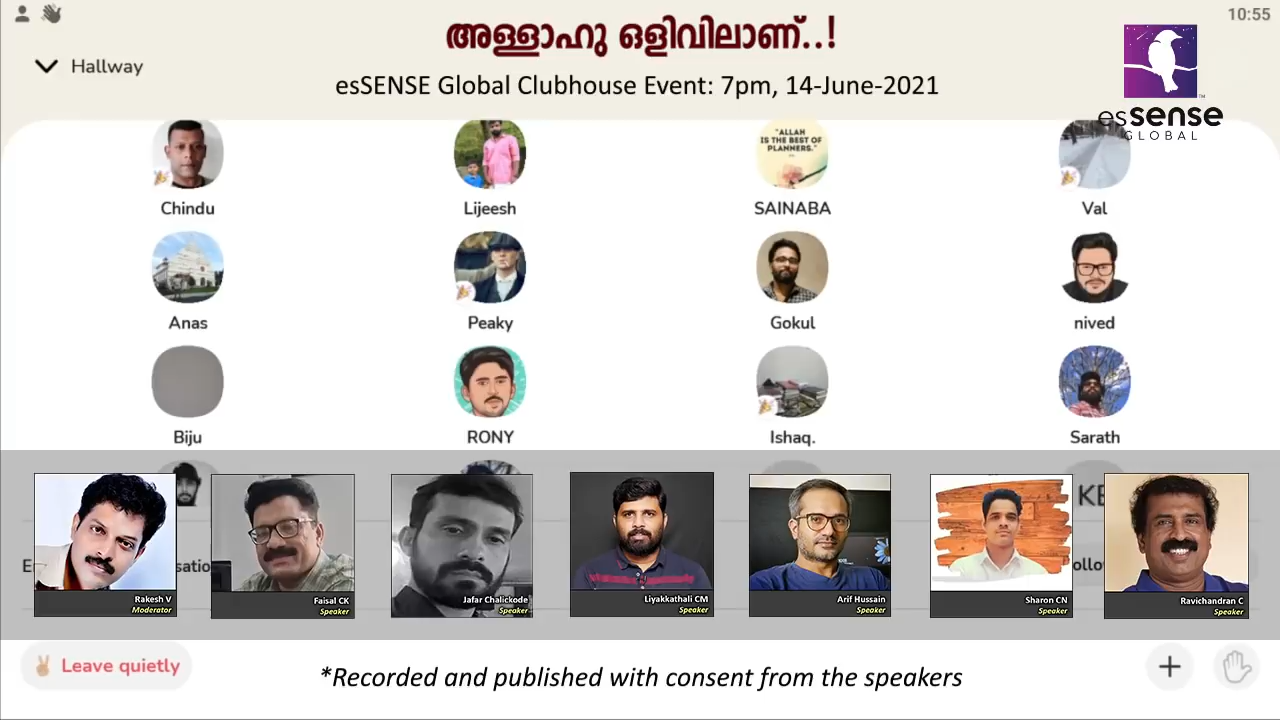 10:55
അള്ളാഹു ഒളിവിലാണ്..!
Hallway
esSENSE Global Clubhouse Event: 7pm, 14-June-2021
essense
GLOBAL
"ALLAH
IS THE BEST OF
PLANNERS."
Chindu Lijeesh SAINABA Val
Anas Peaky Gokul nived
Biju RONY Ishaq. Sarath
KE
Rakesh V
Moderator
Faisal CK
Speaker
Jafar Chalickode
Speaker
Liyakkathali CM
Speaker
Arif Hussain
Speaker
Sharon CN
Speaker
Ravichandran C
Speaker
Leave quietly
*Recorded and published with consent from the speakers